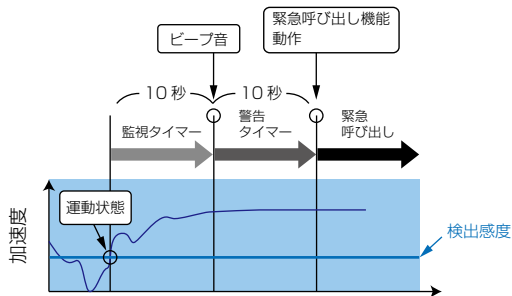 ビープ音
緊急呼び出し機能
動作
10秒
10秒
監視タイマー
警告
タイマー
緊急
呼び出し
運動状態
加速度
検出感度